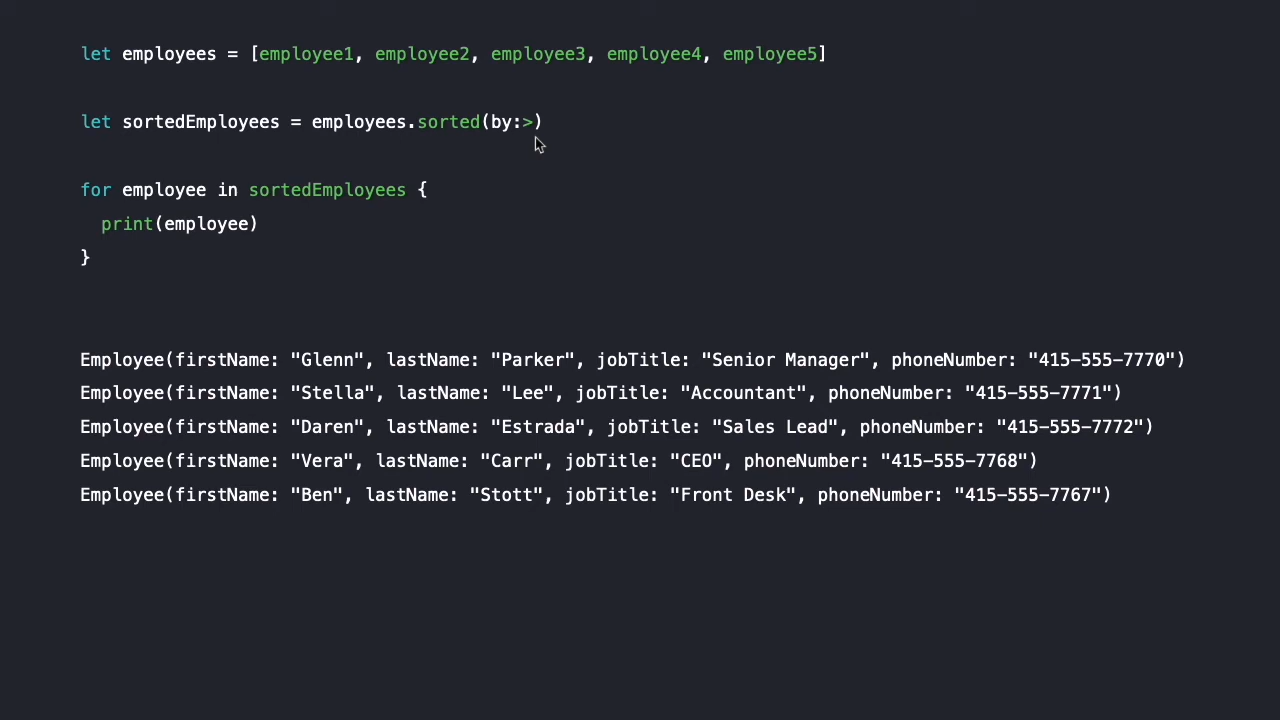 let employees = [employee1, employee2, employee3, employee4, employee5]
let sortedEmployees = employees.sorted(by:>)
for employee in sortedEmployees {
  print(employee)
}
Employee(firstName: "Glenn", lastName: "Parker", jobTitle: "Senior Manager", phoneNumber: "415-555-7770")
Employee(firstName: "Stella", lastName: "Lee", jobTitle: "Accountant", phoneNumber: "415-555-7771")
Employee(firstName: "Daren", lastName: "Estrada", jobTitle: "Sales Lead", phoneNumber: "415-555-7772")
Employee(firstName: "Vera", lastName: "Carr", jobTitle: "CEO", phoneNumber: "415-555-7768")
Employee(firstName: "Ben", lastName: "Stott", jobTitle: "Front Desk", phoneNumber: "415-555-7767")